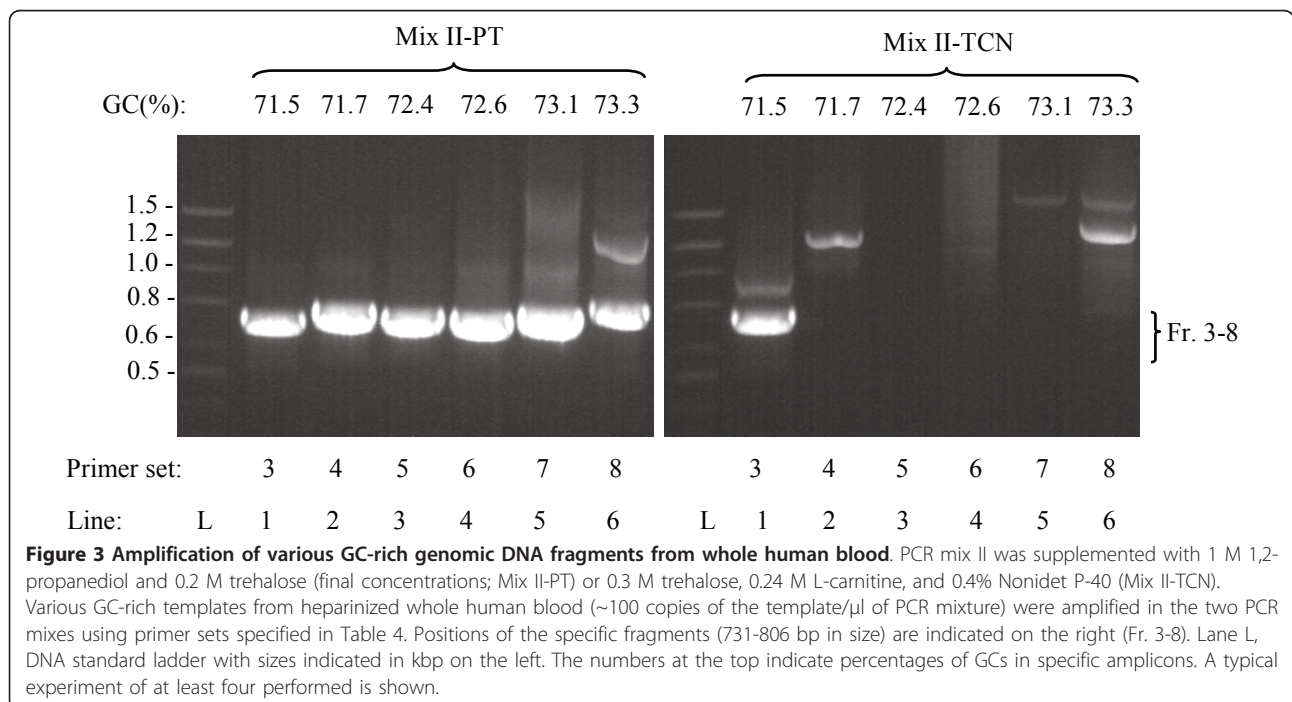 Mix II-PT Mix II-TCN
GC(%): 71.5 71.7 72.4 72.6 73.1 73.3 71.5 71.7 72.4 72.6 73.1 73.3
1.5 -
1.2 -
1.0 -
0.8 -
0.6 -
0.5 -
Fr. 3-8
Primer set: 3 4 5 6 7 8 3 4 5 6 7 8
Line: L 1 2 3 4 5 6 L 1 2 3 4 5 6
Figure 3 Amplification of various GC-rich genomic DNA fragments from whole human blood. PCR mix II was supplemented with 1 M 1,2-
propanediol and 0.2 M trehalose (final concentrations; Mix II-PT) or 0.3 M trehalose, 0.24 M L-carnitine, and 0.4% Nonidet P-40 (Mix II-TCN).
Various GC-rich templates from heparinized whole human blood (~100 copies of the template/μl of PCR mixture) were amplified in the two PCR
mixes using primer sets specified in Table 4. Positions of the specific fragments (731-806 bp in size) are indicated on the right (Fr. 3-8). Lane L,
DNA standard ladder with sizes indicated in kbp on the left. The numbers at the top indicate percentages of GCs in specific amplicons. A typical
experiment of at least four performed is shown.